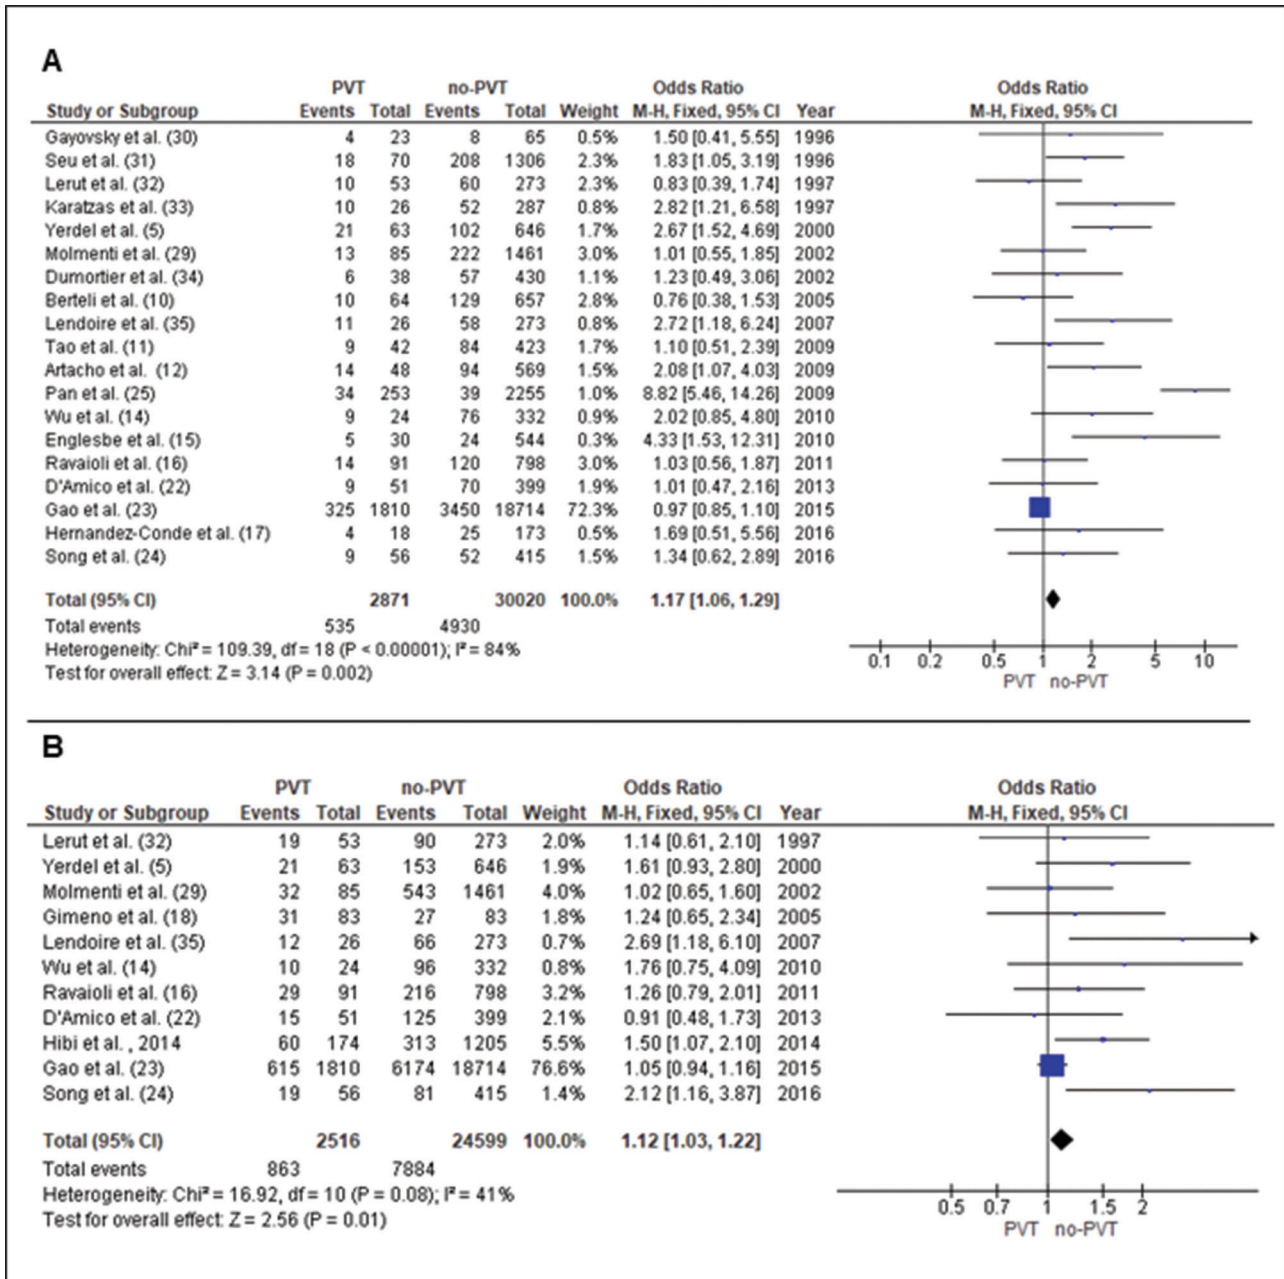 A
PVT no-PVT Odds Ratio Odds Ratio
Study or Subgroup Events Total Events Total Weight M-H, Fixed, 95% CI Year M-H, Fixed, 95% CI
Gayovsky et al. (30) 4 23 8 65 0.5% 1.50 [0.41, 5.55] 1996
Seu et al. (31) 18 70 208 1306 2.3% 1.83 [1.05, 3.19] 1996
Lerut et al. (32) 10 53 60 273 2.3% 0.83 [0.39, 1.74] 1997
Karatzas et al. (33) 10 26 52 287 0.8% 2.82 [1.21, 6.58] 1997
Yerdel et al. (5) 21 63 102 646 1.7% 2.67 [1.52, 4.69] 2000
Molmenti et al. (29) 13 85 222 1461 3.0% 1.01 [0.55, 1.85] 2002
Dumortier et al. (34) 6 38 57 430 1.1% 1.23 [0.49, 3.06] 2002
Berteli et al. (10) 10 64 129 657 2.8% 0.76 [0.38, 1.53] 2005
Lendoire et al. (35) 11 26 58 273 0.8% 2.72 [1.18, 6.24] 2007
Tao et al. (11) 9 42 84 423 1.7% 1.10 [0.51, 2.39] 2009
Artacho et al. (12) 14 48 94 569 1.5% 2.08 [1.07, 4.03] 2009
Pan et al. (25) 34 253 39 2255 1.0% 8.82 [5.46, 14.26] 2009
Wu et al. (14) 9 24 76 332 0.9% 2.02 [0.85, 4.80] 2010
Englesbe et al. (15) 5 30 24 544 0.3% 4.33 [1.53, 12.31] 2010
Ravaioli et al. (16) 14 91 120 798 3.0% 1.03 [0.56, 1.87] 2011
D'Amico et al. (22) 9 51 70 399 1.9% 1.01 [0.47, 2.16] 2013
Gao et al. (23) 325 1810 3450 18714 72.3% 0.97 [0.85, 1.10] 2015
Hernandez-Conde et al. (17) 4 18 25 173 0.5% 1.69 [0.51, 5.56] 2016
Song et al. (24) 9 56 52 415 1.5% 1.34 [0.62, 2.89] 2016
Total (95% CI) 2871 30020 100.0% 1.17 [1.06, 1.29]
Total events 535 4930
Heterogeneity: Chi² = 109.39, df = 18 (P < 0.00001); I² = 84%
Test for overall effect: Z = 3.14 (P = 0.002)
0.1 0.2 0.5 1 2 5 10
PVT no-PVT
B
PVT no-PVT Odds Ratio Odds Ratio
Study or Subgroup Events Total Events Total Weight M-H, Fixed, 95% CI Year M-H, Fixed, 95% CI
Lerut et al. (32) 19 53 90 273 2.0% 1.14 [0.61, 2.10] 1997
Yerdel et al. (5) 21 63 153 646 1.9% 1.61 [0.93, 2.80] 2000
Molmenti et al. (29) 32 85 543 1461 4.0% 1.02 [0.65, 1.60] 2002
Gimeno et al. (18) 31 83 27 83 1.8% 1.24 [0.65, 2.34] 2005
Lendoire et al. (35) 12 26 66 273 0.7% 2.69 [1.18, 6.10] 2007
Wu et al. (14) 10 24 96 332 0.8% 1.76 [0.75, 4.09] 2010
Ravaioli et al. (16) 29 91 216 798 3.2% 1.26 [0.79, 2.01] 2011
D'Amico et al. (22) 15 51 125 399 2.1% 0.91 [0.48, 1.73] 2013
Hibi et al. , 2014 60 174 313 1205 5.5% 1.50 [1.07, 2.10] 2014
Gao et al. (23) 615 1810 6174 18714 76.6% 1.05 [0.94, 1.16] 2015
Song et al. (24) 19 56 81 415 1.4% 2.12 [1.16, 3.87] 2016
Total (95% CI) 2516 24599 100.0% 1.12 [1.03, 1.22]
Total events 863 7884
Heterogeneity: Chi² = 16.92, df = 10 (P = 0.08); I² = 41%
Test for overall effect: Z = 2.56 (P = 0.01)
0.5 0.7 1 1.5 2
PVT no-PVT